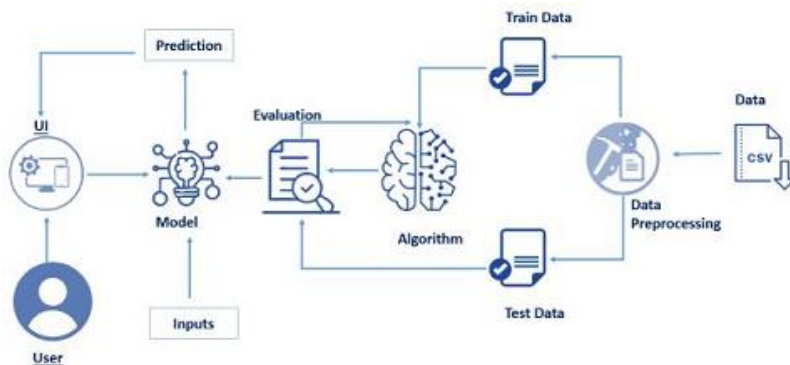 Train Data
Prediction
Data
UI
Evaluation
CSV
Model
Algorithm
Data
Preprocessing
Inputs
Test Data
User